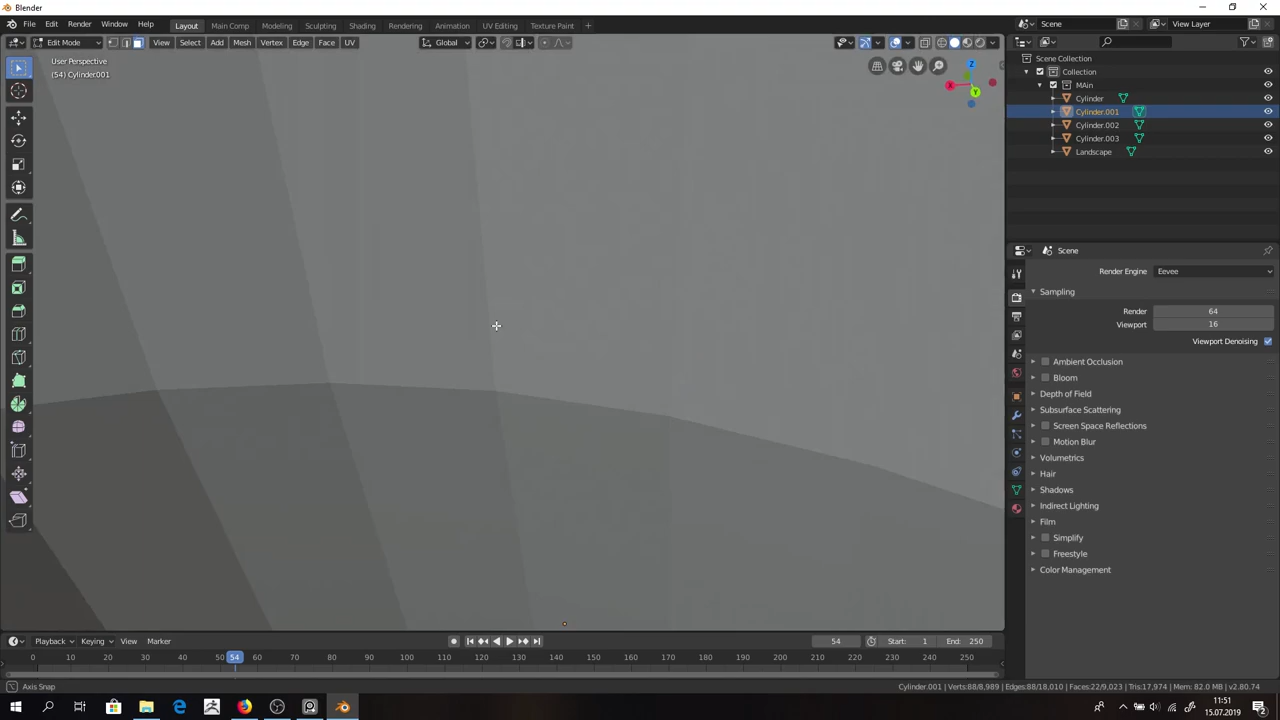 Blender
File Edit Render Window Help Layout Main Comp Modeling Sculpting Shading Rendering Animation UV Editing Texture Paint + Scene View Layer
Edit Mode View Select Add Mesh Vertex Edge Face UV Global
User Perspective
(54) Cylinder.001
Z
X
Y
Scene Collection
Collection
MAin
Cylinder
Cylinder.001
Cylinder.002
Cylinder.003
Landscape
Scene
Render Engine Eevee
Sampling
Render 64
Viewport 16
Viewport Denoising
Ambient Occlusion
Bloom
Depth of Field
Subsurface Scattering
Screen Space Reflections
Motion Blur
Volumetrics
Hair
Shadows
Indirect Lighting
Film
Simplify
Freestyle
Color Management
Playback Keying View Marker 54 Start: 1 End: 250
0 10 20 30 40 54 60 70 80 90 100 110 120 130 140 150 160 170 180 190 200 210 220 230 240 250
Axis Snap Cylinder.001 | Verts:88/8,989 | Edges:88/18,010 | Faces:22/9,023 | Tris:17,974 | Mem: 82.0 MB | v2.80.74
11:51
15.07.2019
2